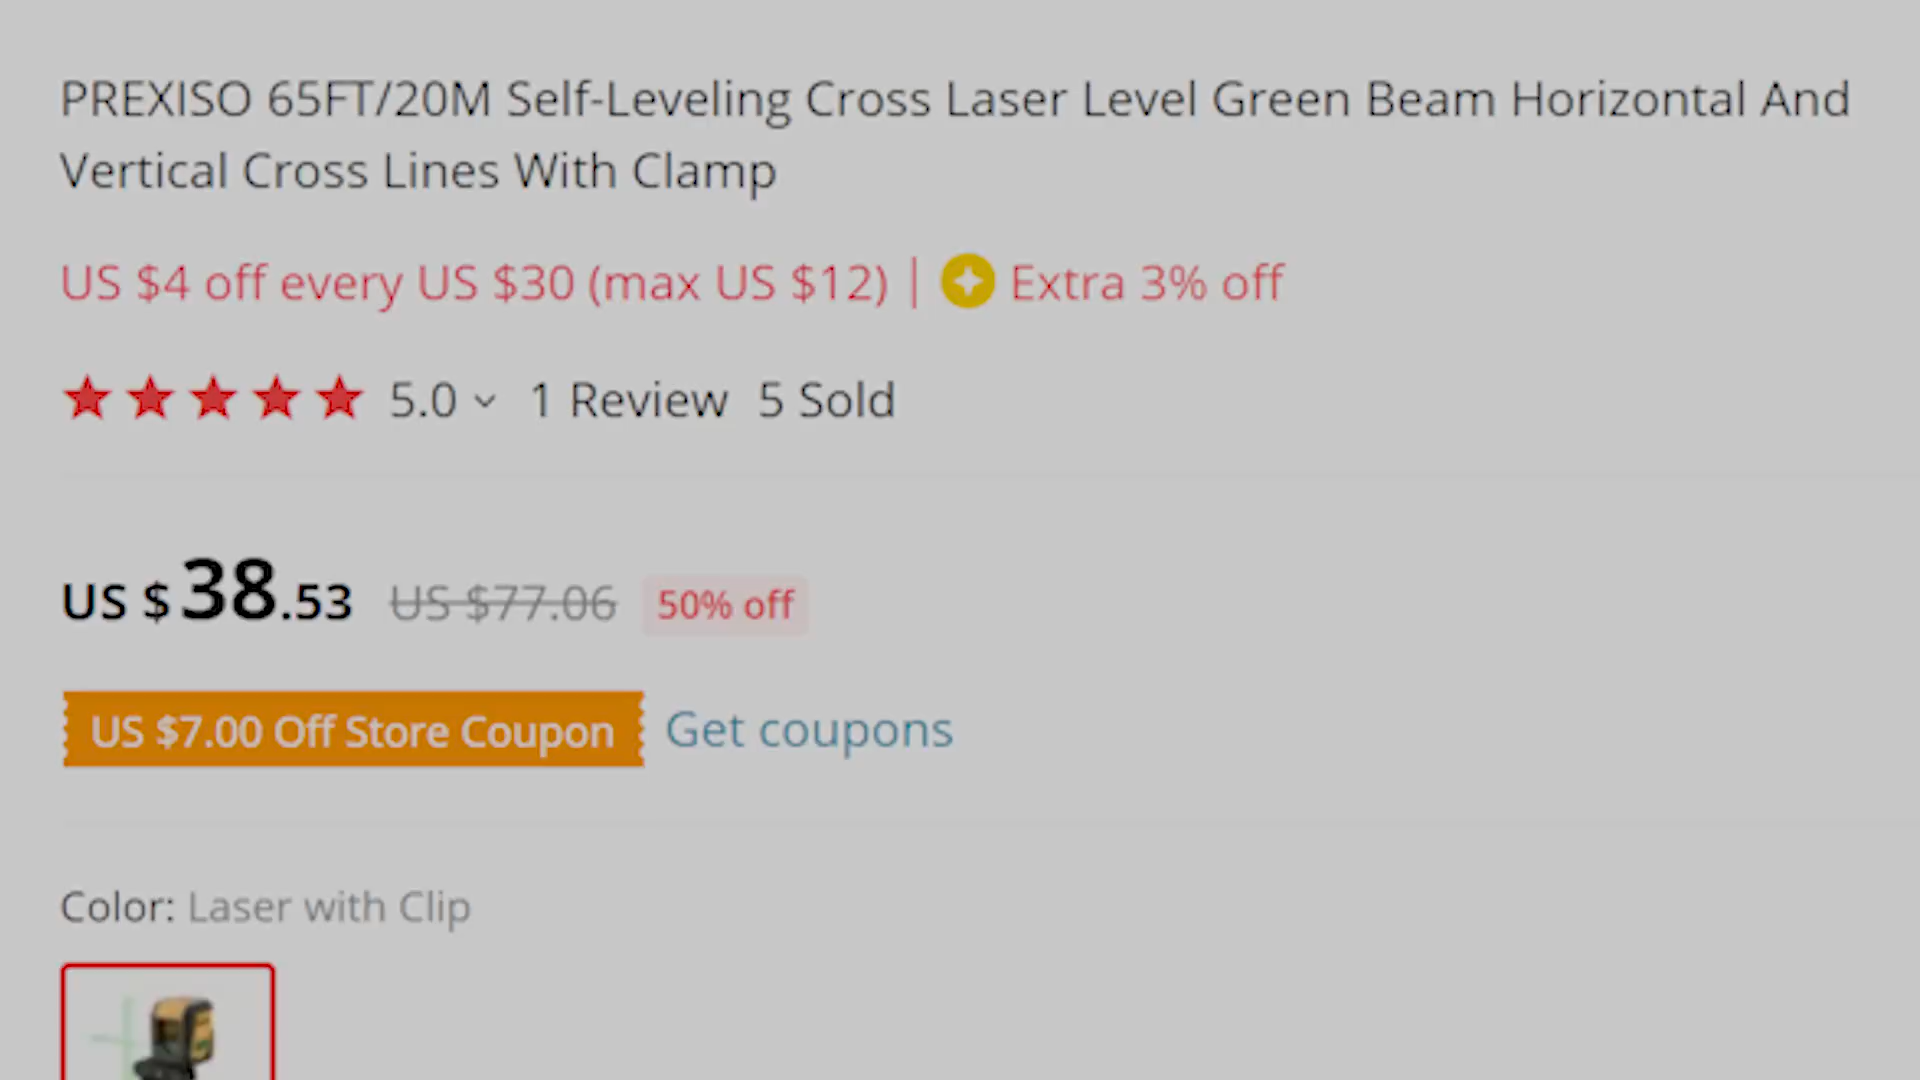 PREXISO 65FT/20M Self-Leveling Cross Laser Level Green Beam Horizontal And
Vertical Cross Lines With Clamp
US $4 off every US $30 (max US $12) | Extra 3% off
5.0 1 Review 5 Sold
US $38.53 US $77.06 50% off
US $7.00 Off Store Coupon Get coupons
Color: Laser with Clip